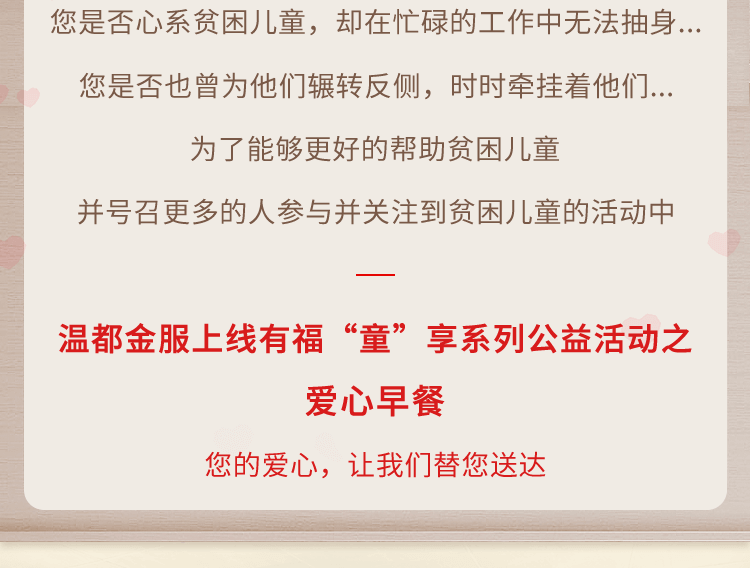 您是否心系贫困儿童，却在忙碌的工作中无法抽身...
您是否也曾为他们辗转反侧，时时牵挂着他们...
为了能够更好的帮助贫困儿童
并号召更多的人参与并关注到贫困儿童的活动中
温都金服上线有福“童”享系列公益活动之
爱心早餐
您的爱心，让我们替您送达